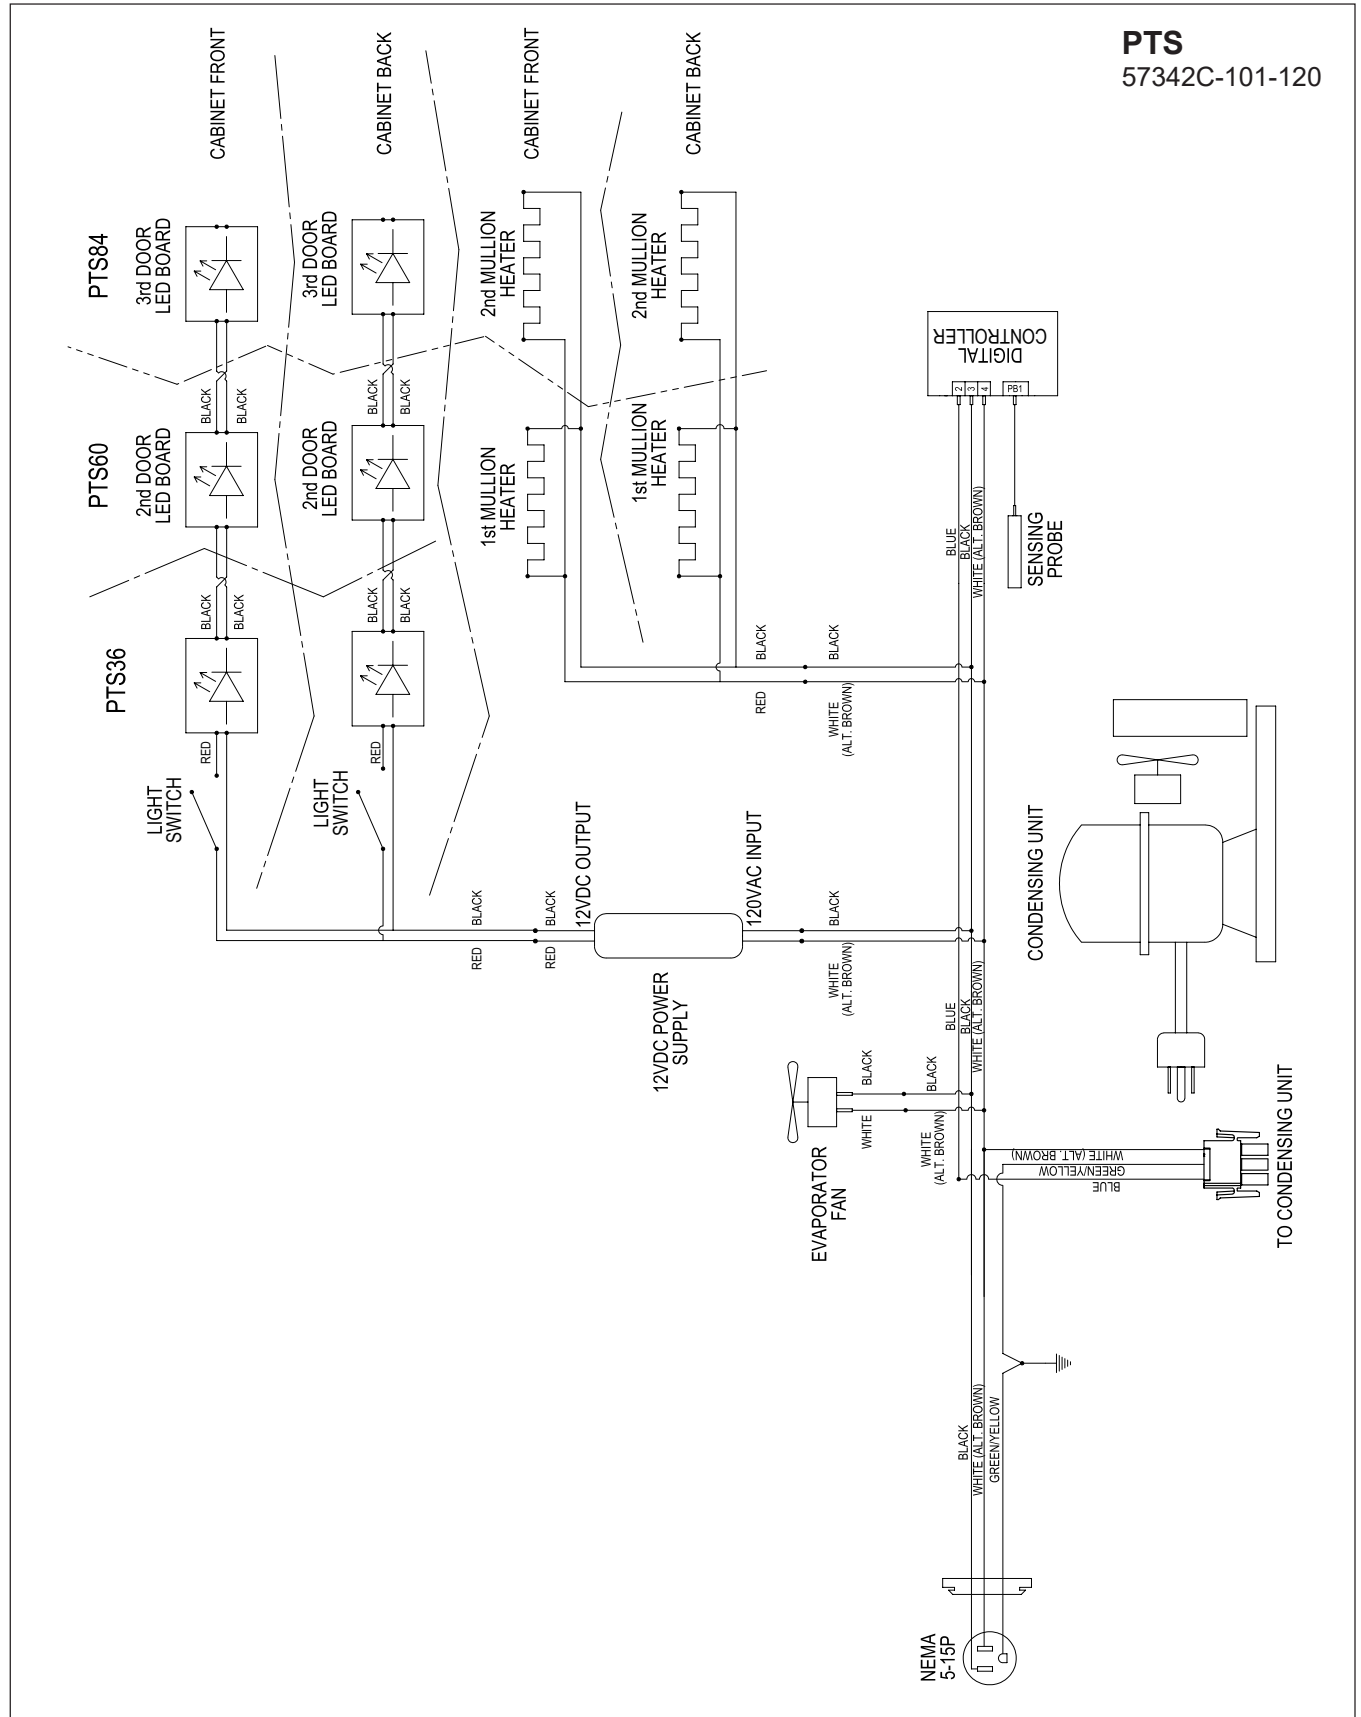 PTS
57342C-101-120
CABINET FRONT
CABINET BACK
CABINET FRONT
CABINET BACK
PTS84
3rd DOOR
LED BOARD
3rd DOOR
LED BOARD
2nd MULLION
HEATER
2nd MULLION
HEATER
BLACK
BLACK
BLACK
BLACK
PTS60
2nd DOOR
LED BOARD
2nd DOOR
LED BOARD
1st MULLION
HEATER
1st MULLION
HEATER
BLACK
BLACK
BLACK
BLACK
PTS36
RED
RED
LIGHT
SWITCH
LIGHT
SWITCH
BLACK
RED
BLACK
RED
12VDC OUTPUT
120VAC INPUT
12VDC POWER
SUPPLY
BLACK
WHITE
(ALT. BROWN)
BLACK
RED
BLACK
WHITE
(ALT. BROWN)
DIGITAL
CONTROLLER
2
3
4
PB1
BLUE
BLACK
WHITE (ALT. BROWN)
SENSING
PROBE
CONDENSING UNIT
BLUE
BLACK
WHITE (ALT. BROWN)
EVAPORATOR
FAN
BLACK
WHITE
BLACK
WHITE
(ALT. BROWN)
WHITE (ALT. BROWN)
GREEN/YELLOW
BLUE
TO CONDENSING UNIT
BLACK
WHITE (ALT. BROWN)
GREEN/YELLOW
NEMA
5-15P